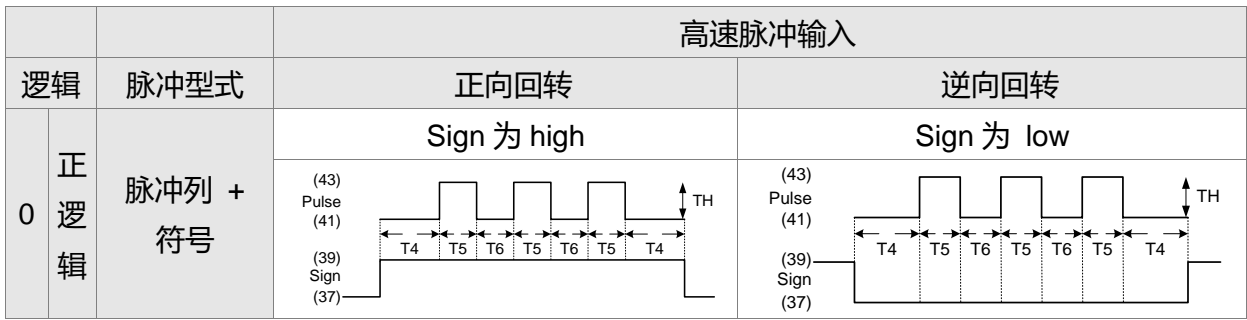 高速脉冲输入
逻辑 脉冲型式 正向回转 逆向回转
0 正逻辑 脉冲列 + 符号
Sign 为 high
(43)
Pulse
(41)
TH
T4 T5 T6 T5 T6 T5 T4
(39)
Sign
(37)
Sign 为 low
(43)
Pulse
(41)
TH
T4 T5 T6 T5 T6 T5 T4
(39)
Sign
(37)